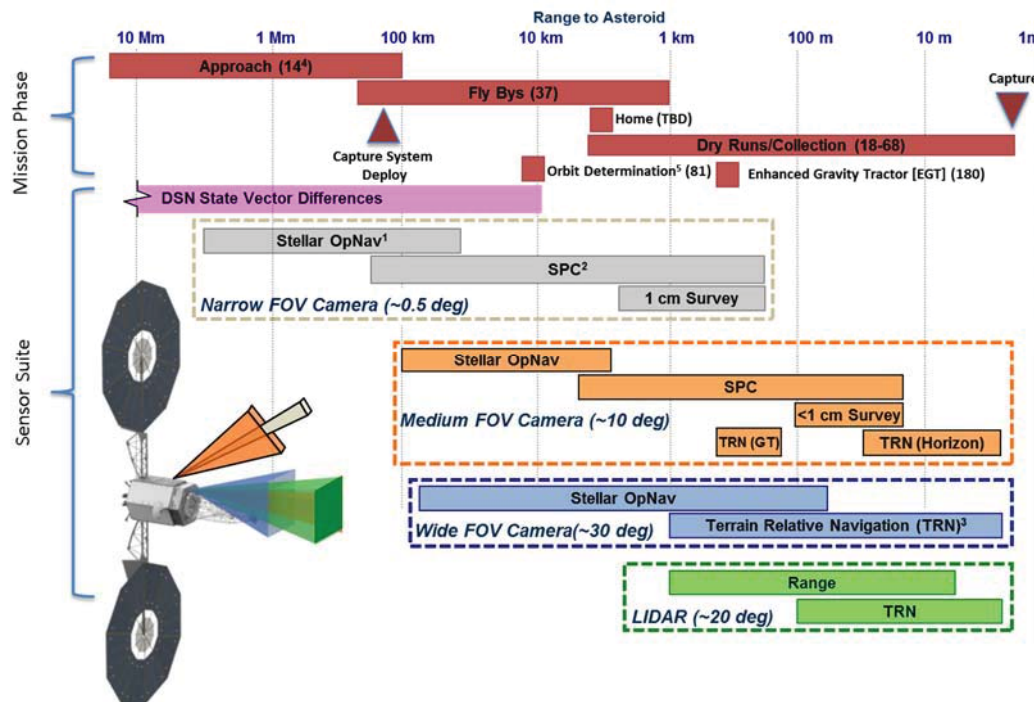 Range to Asteroid
10 Mm
1 Mm
100 km
10 km
1 km
100 m
10 m
1m
Mission Phase
Approach (14⁴)
Fly Bys (37)
Capture
Home (TBD)
Capture System
Deploy
Dry Runs/Collection (18-68)
Orbit Determination⁵ (81)
Enhanced Gravity Tractor [EGT] (180)
Sensor Suite
DSN State Vector Differences
Stellar OpNav¹
SPC²
1 cm Survey
Narrow FOV Camera (~0.5 deg)
Stellar OpNav
SPC
<1 cm Survey
Medium FOV Camera (~10 deg)
TRN (GT)
TRN (Horizon)
Stellar OpNav
Wide FOV Camera(~30 deg)
Terrain Relative Navigation (TRN)³
Range
LIDAR (~20 deg)
TRN